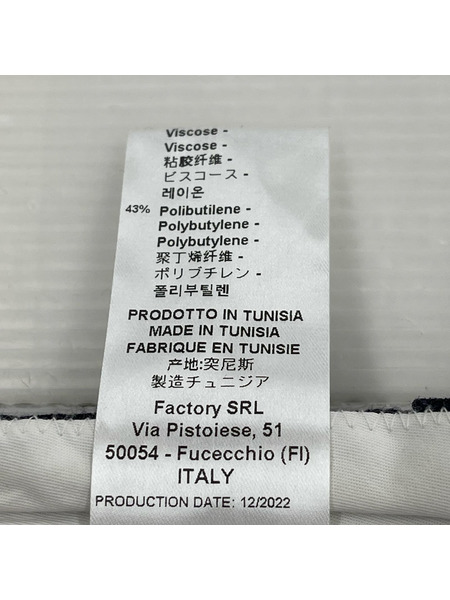 Viscose -
Viscose -
粘胶纤维 -
ビスコース -
레이온
43% Polibutilene -
Polybutylene -
Polybutylene -
聚丁烯纤维 -
ポリブチレン -
폴리부틸렌
PRODOTTO IN TUNISIA
MADE IN TUNISIA
FABRIQUE EN TUNISIE
产地:突尼斯
製造チュニジア
Factory SRL
Via Pistoiese, 51
50054 - Fucecchio (FI)
ITALY
PRODUCTION DATE: 12/2022